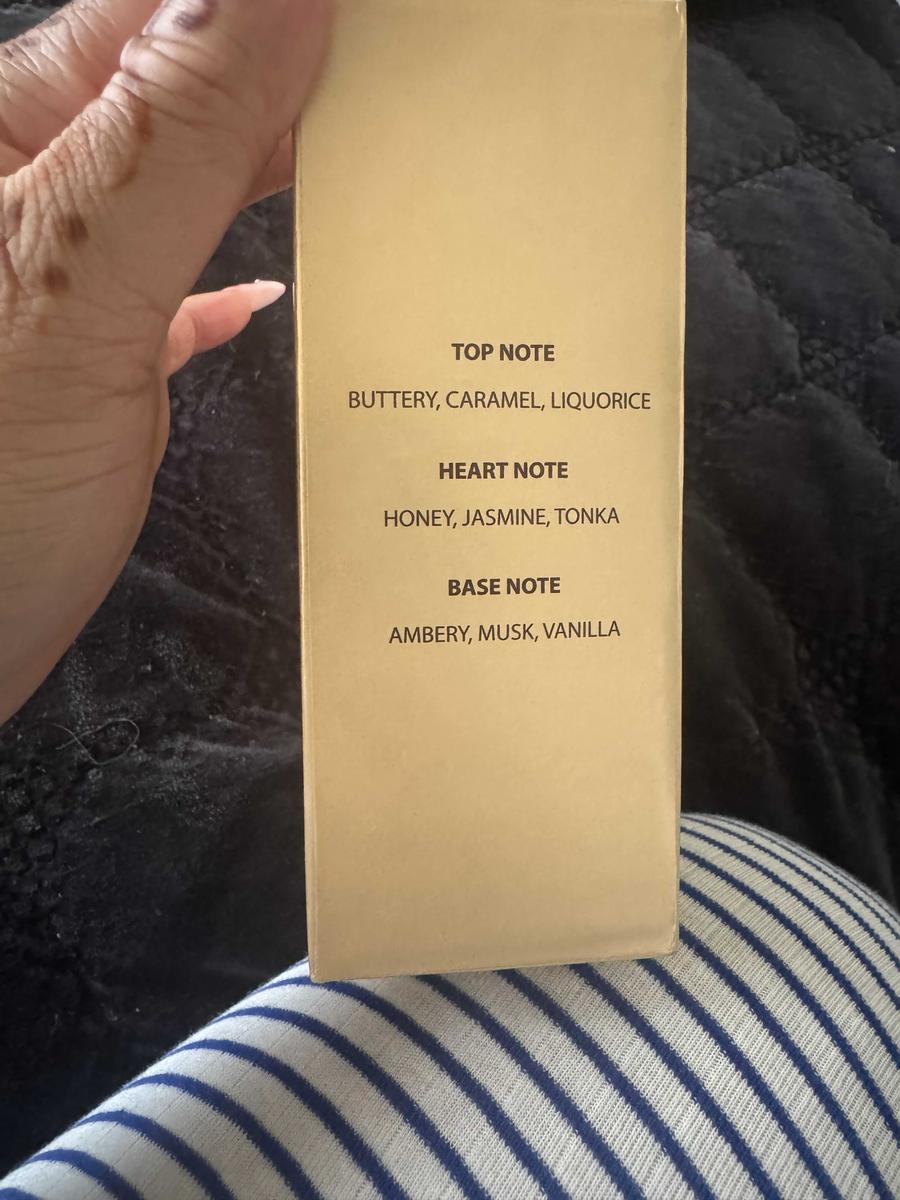 TOP NOTE
BUTTERY, CARAMEL, LIQUORICE
HEART NOTE
HONEY, JASMINE, TONKA
BASE NOTE
AMBERY, MUSK, VANILLA